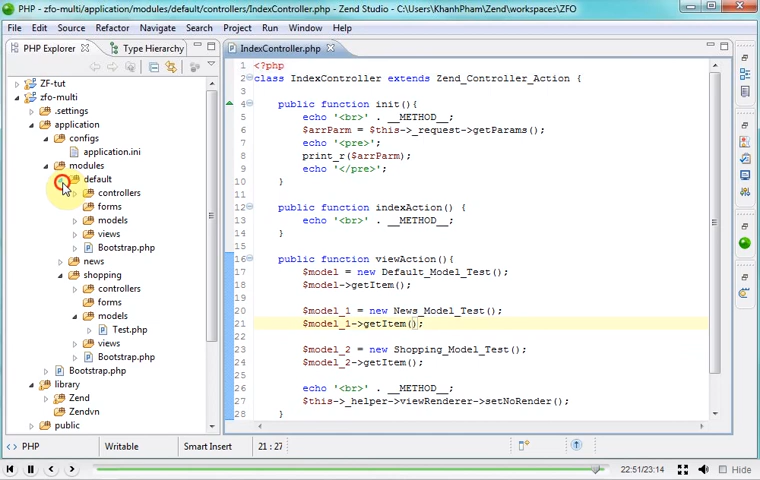 PHP - zfo-multi/application/modules/default/controllers/IndexController.php - Zend Studio - C:\Users\KhanhPham\Zend\workspaces\ZFO
File Edit Source Refactor Navigate Search Project Run Window Help
PHP Explorer Type Hierarchy
ZF-tut
zfo-multi
.settings
application
configs
application.ini
modules
default
controllers
forms
models
views
Bootstrap.php
news
shopping
controllers
forms
models
Test.php
views
Bootstrap.php
Bootstrap.php
library
Zend
Zendvn
public
IndexController.php
1 <?php
2 class IndexController extends Zend_Controller_Action {
3
4 public function init(){
5 echo '<br>' . __METHOD__;
6 $arrParm = $this->_request->getParams();
7 echo '<pre>';
8 print_r($arrParm);
9 echo '</pre>';
10 }
11
12 public function indexAction() {
13 echo '<br>' . __METHOD__;
14 }
15
16 public function viewAction(){
17 $model = new Default_Model_Test();
18 $model->getItem();
19
20 $model_1 = new News_Model_Test();
21 $model_1->getItem();
22
23 $model_2 = new Shopping_Model_Test();
24 $model_2->getItem();
25
26 echo '<br>' . __METHOD__;
27 $this->_helper->viewRenderer->setNoRender();
28 }
PHP Writable Smart Insert 21 : 27
22:51/23:14 Hide